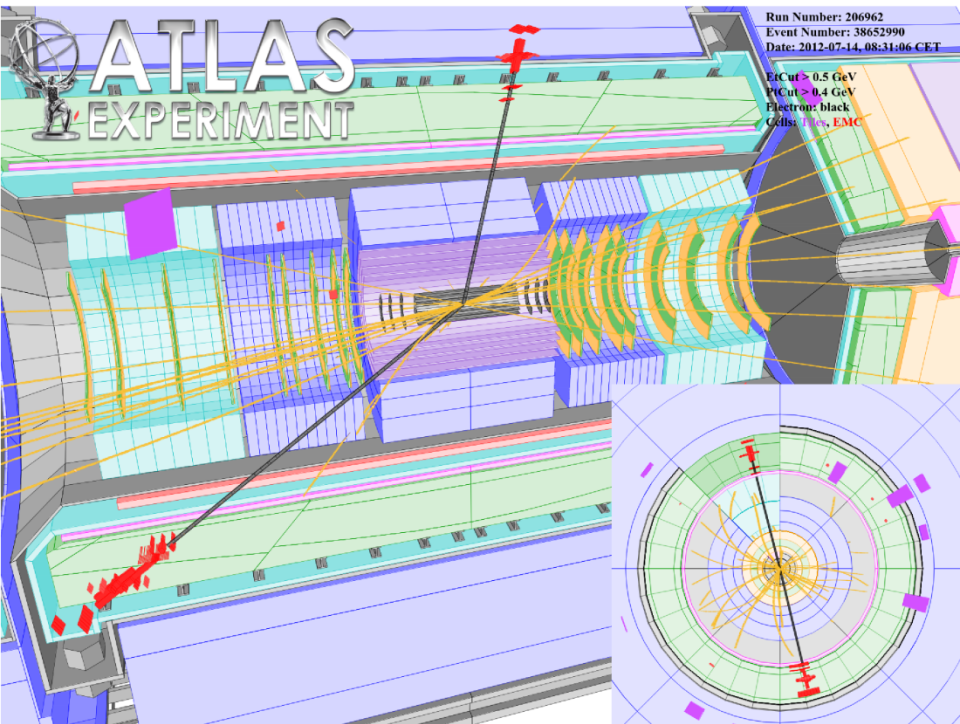 ATLAS
EXPERIMENT
Run Number: 206962
Event Number: 38652990
Date: 2012-07-14, 08:31:06 CET
EtCut > 0.5 GeV
PtCut > 0.4 GeV
Electron: black
Cells: Tiles, EMC